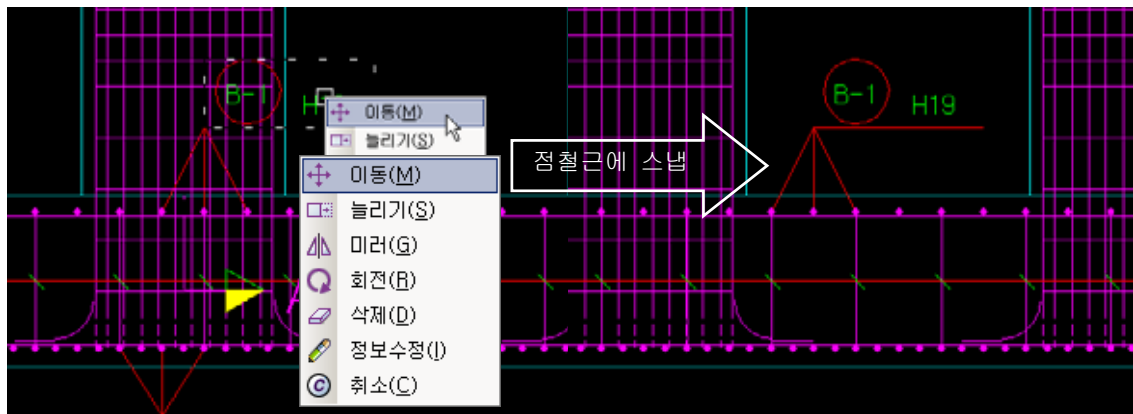 B-1
이동(M)
늘리기(S)
이동(M)
늘리기(S)
미러(G)
회전(R)
삭제(D)
정보수정(I)
취소(C)
점철근에 스냅
B-1 H19